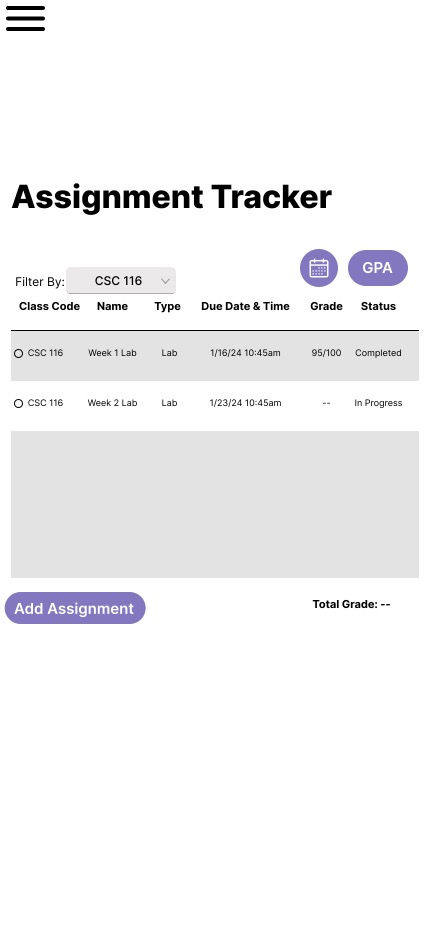 Assignment Tracker
GPA
Filter By: CSC 116
Class Code Name Type Due Date & Time Grade Status
CSC 116 Week 1 Lab Lab 1/16/24 10:45am 95/100 Completed
CSC 116 Week 2 Lab Lab 1/23/24 10:45am -- In Progress
Add Assignment Total Grade: --